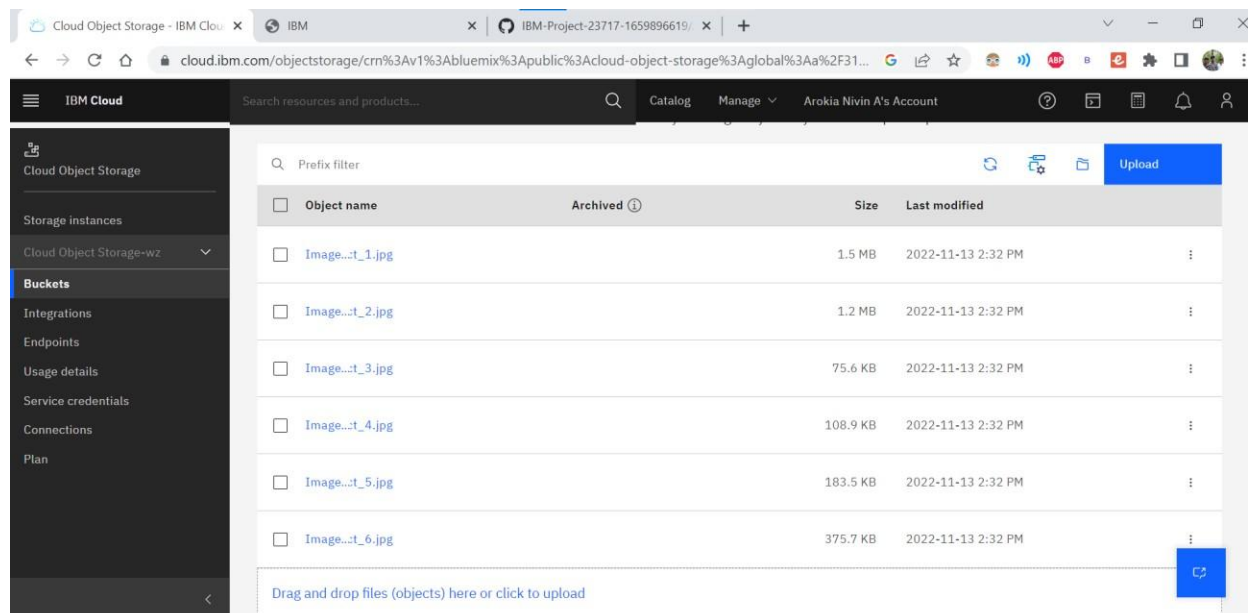 Cloud Object Storage - IBM Clou
IBM
IBM-Project-23717-1659896619/
cloud.ibm.com/objectstorage/crn%3Av1%3Abluemix%3Apublic%3Acloud-object-storage%3Aglobal%3Aa%2F31...
IBM Cloud
Search resources and products...
Catalog
Manage
Arokia Nivin A's Account
Cloud Object Storage
Storage instances
Cloud Object Storage-wz
Buckets
Integrations
Endpoints
Usage details
Service credentials
Connections
Plan
Prefix filter
Upload
Object name Archived Size Last modified
Image...:t_1.jpg 1.5 MB 2022-11-13 2:32 PM
Image...:t_2.jpg 1.2 MB 2022-11-13 2:32 PM
Image...:t_3.jpg 75.6 KB 2022-11-13 2:32 PM
Image...:t_4.jpg 108.9 KB 2022-11-13 2:32 PM
Image...:t_5.jpg 183.5 KB 2022-11-13 2:32 PM
Image...:t_6.jpg 375.7 KB 2022-11-13 2:32 PM
Drag and drop files (objects) here or click to upload